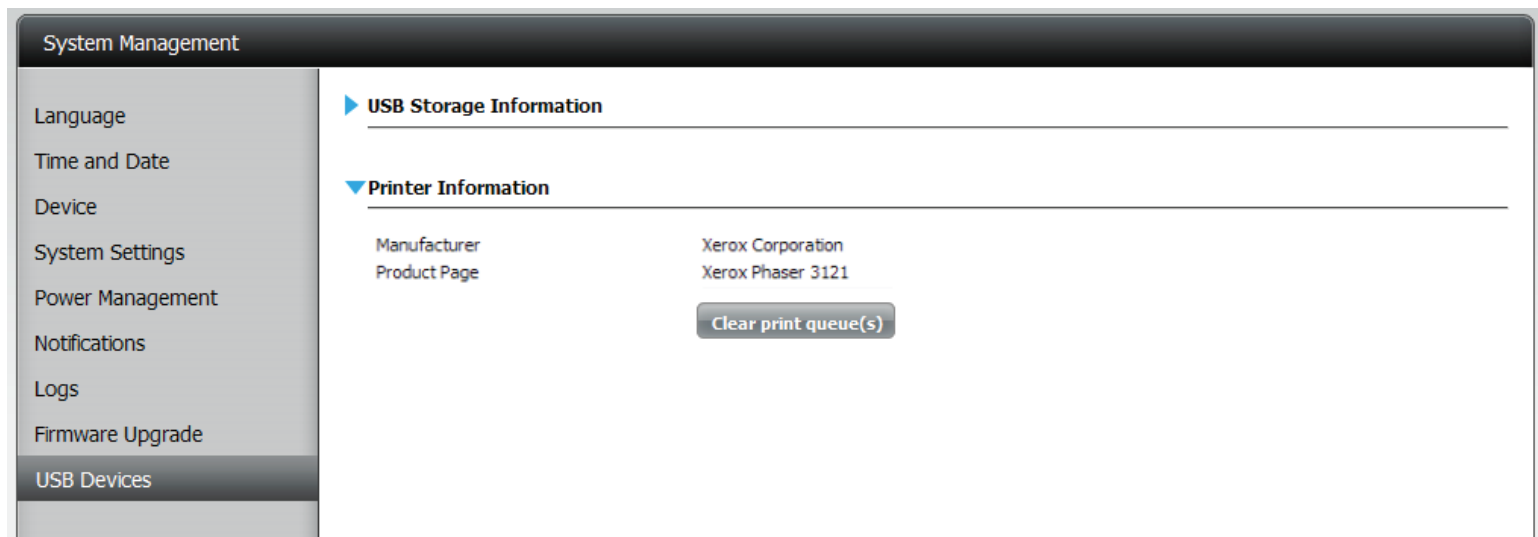 System Management
Language
Time and Date
Device
System Settings
Power Management
Notifications
Logs
Firmware Upgrade
USB Devices
USB Storage Information
Printer Information
Manufacturer Xerox Corporation
Product Page Xerox Phaser 3121
Clear print queue(s)